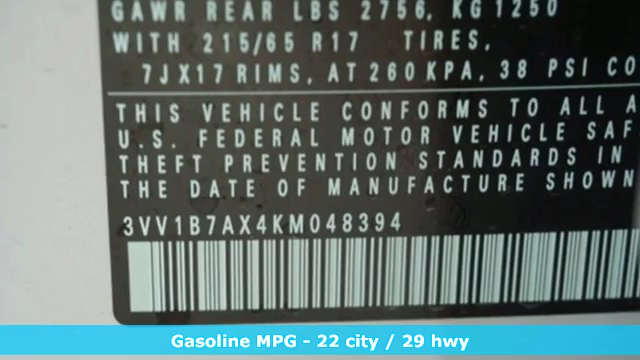 GAWR REAR LBS 2756, KG 1250
WITH 215/65 R17 TIRES,
7JX17 RIMS, AT 260 KPA, 38 PSI CO
THIS VEHICLE CONFORMS TO ALL A
U.S. FEDERAL MOTOR VEHICLE SAF
THEFT PREVENTION STANDARDS IN
THE DATE OF MANUFACTURE SHOWN
3VV1B7AX4KM048394
Gasoline MPG - 22 city / 29 hwy